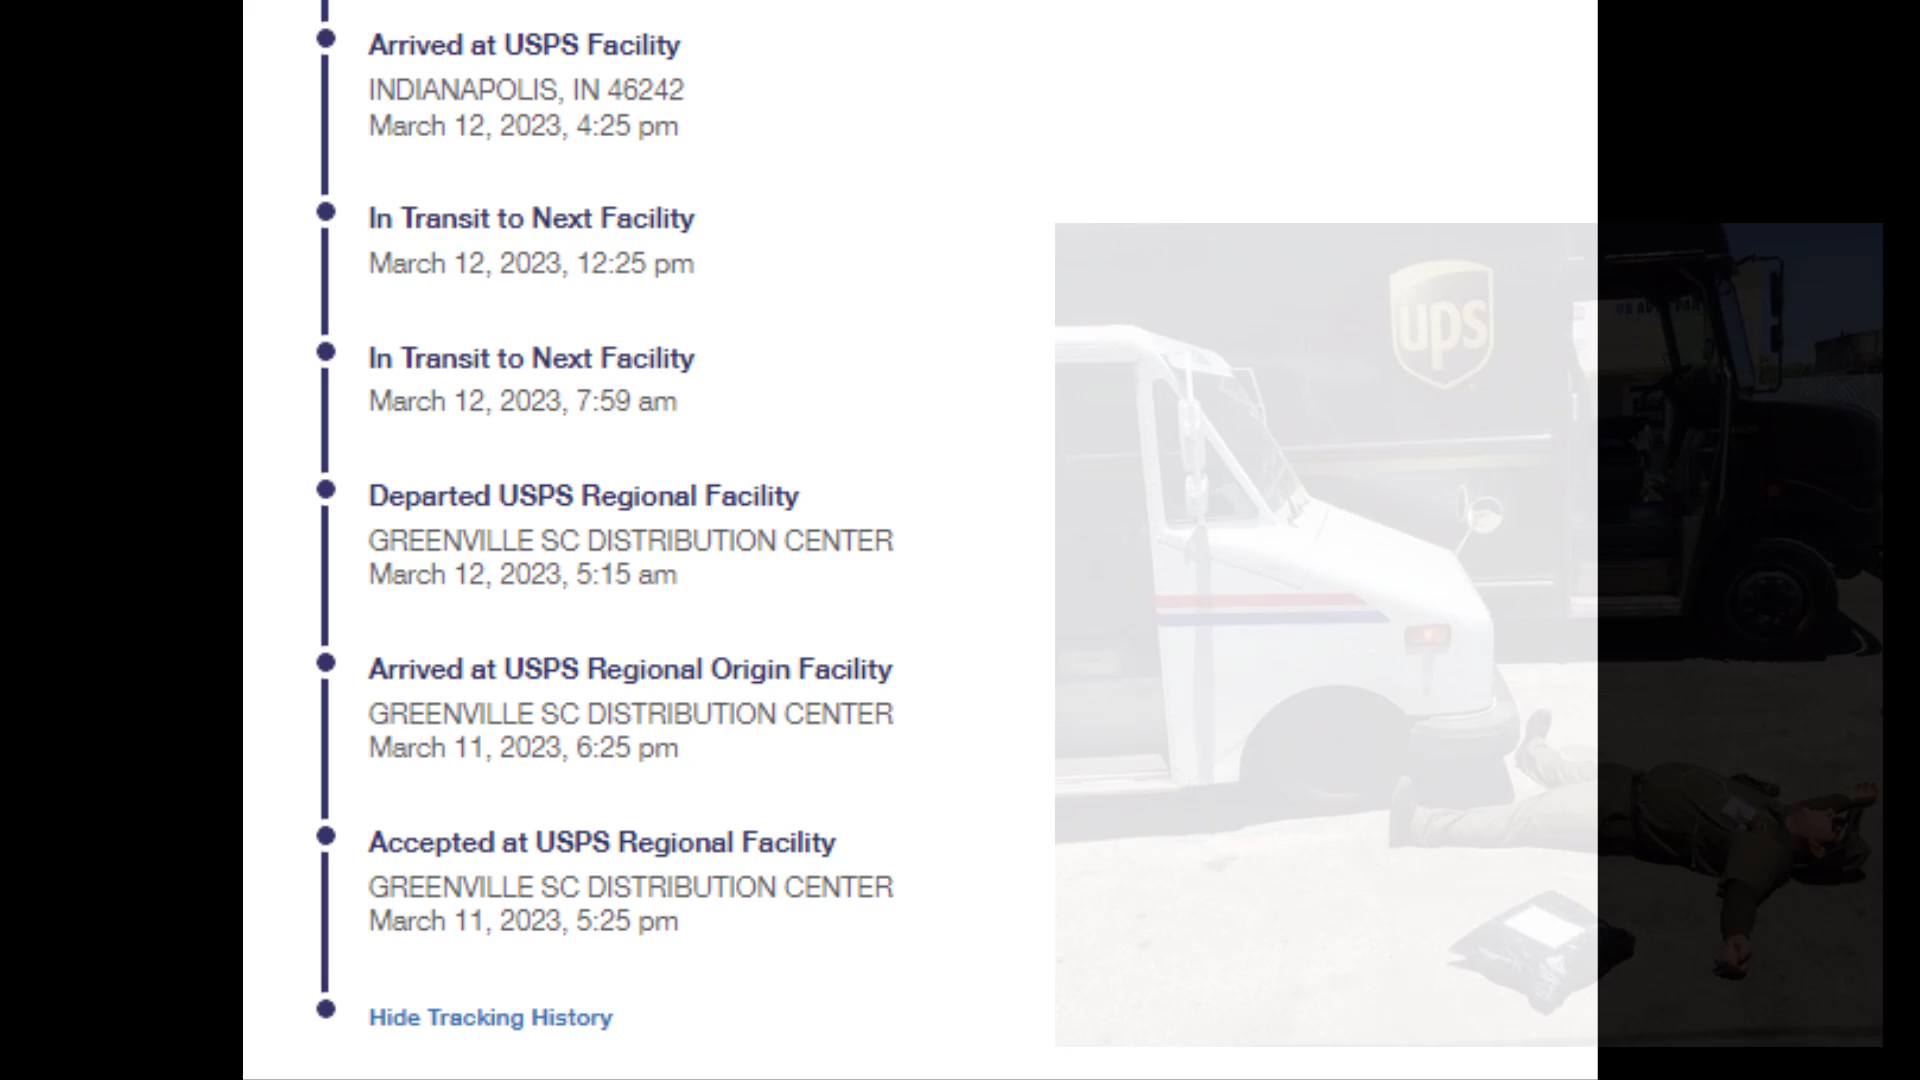 Arrived at USPS Facility
INDIANAPOLIS, IN 46242
March 12, 2023, 4:25 pm
In Transit to Next Facility
March 12, 2023, 12:25 pm
In Transit to Next Facility
March 12, 2023, 7:59 am
Departed USPS Regional Facility
GREENVILLE SC DISTRIBUTION CENTER
March 12, 2023, 5:15 am
Arrived at USPS Regional Origin Facility
GREENVILLE SC DISTRIBUTION CENTER
March 11, 2023, 6:25 pm
Accepted at USPS Regional Facility
GREENVILLE SC DISTRIBUTION CENTER
March 11, 2023, 5:25 pm
Hide Tracking History
ups